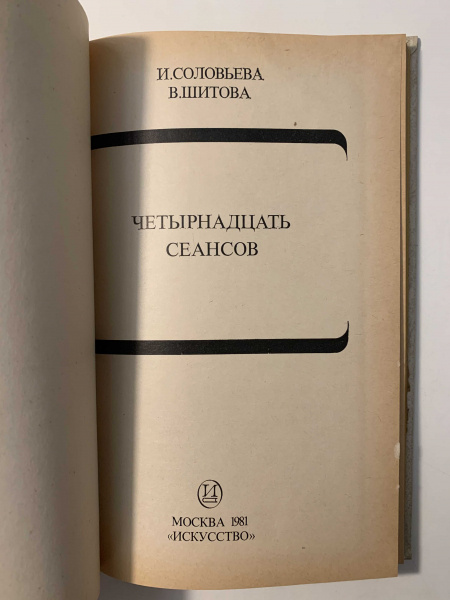 И.СОЛОВЬЕВА
В.ШИТОВА
ЧЕТЫРНАДЦАТЬ
СЕАНСОВ
И
МОСКВА 1981
«ИСКУССТВО»